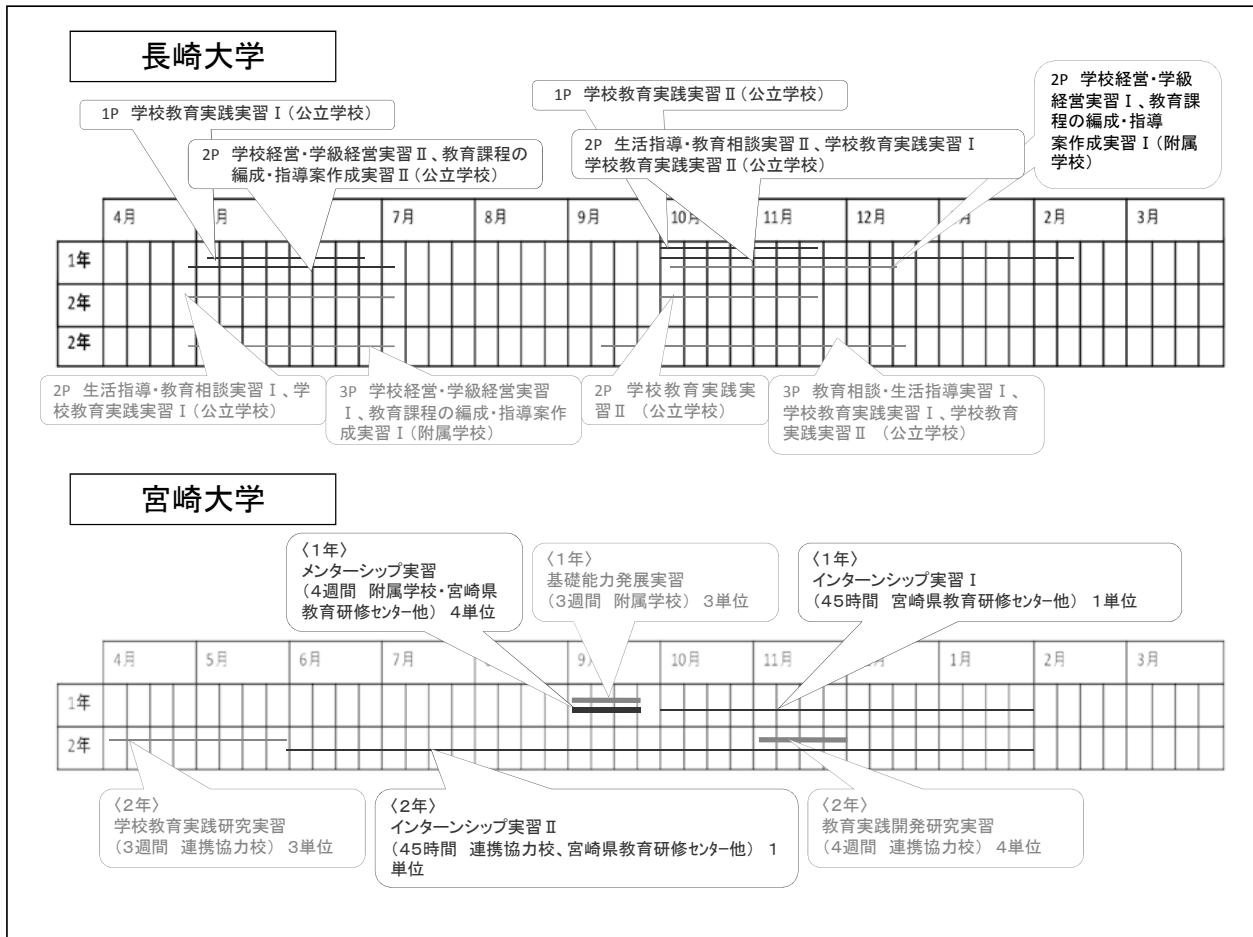 長崎大学
1P 学校教育実践実習Ⅰ(公立学校)
2P 学校経営・学級経営実習Ⅱ、教育課程の
編成・指導案作成実習Ⅱ(公立学校)
1P 学校教育実践実習Ⅱ(公立学校)
2P 生活指導・教育相談実習Ⅱ、学校教育実践実習Ⅰ
学校教育実践実習Ⅱ(公立学校)
2P 学校経営・学級
経営実習Ⅰ、教育課
程の編成・指導
案作成実習Ⅰ(附属
学校)
4月 月 7月 8月 9月 10月 11月 12月 月 2月 3月
1年
2年
2年
2P 生活指導・教育相談実習Ⅰ、学
校教育実践実習Ⅰ(公立学校)
3P 学校経営・学級経営実習
Ⅰ、教育課程の編成・指導案作
成実習Ⅰ(附属学校)
2P 学校教育実践実
習Ⅱ (公立学校)
3P 教育相談・生活指導実習Ⅰ、
学校教育実践実習Ⅰ、学校教育
実践実習Ⅱ (公立学校)
宮崎大学
〈1年〉
メンターシップ実習
(4週間 附属学校・宮崎県
教育研修センター他) 4単位
〈1年〉
基礎能力発展実習
(3週間 附属学校) 3単位
〈1年〉
インターンシップ実習Ⅰ
(45時間 宮崎県教育研修センター他) 1単位
4月 5月 6月 7月 9月 10月 11月 1月 2月 3月
1年
2年
〈2年〉
学校教育実践研究実習
(3週間 連携協力校) 3単位
〈2年〉
インターンシップ実習Ⅱ
(45時間 連携協力校、宮崎県教育研修センター他) 1
単位
〈2年〉
教育実践開発研究実習
(4週間 連携協力校) 4単位